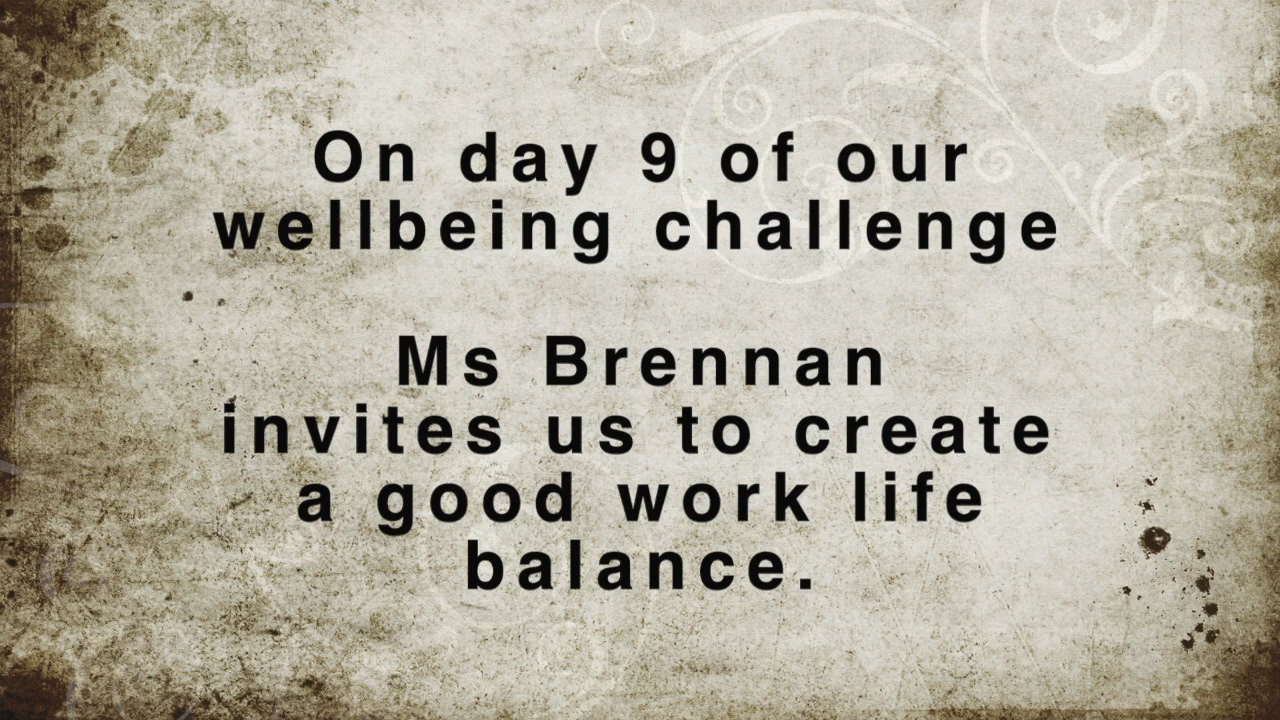 On day 9 of our
wellbeing challenge
Ms Brennan
invites us to create
a good work life
balance.